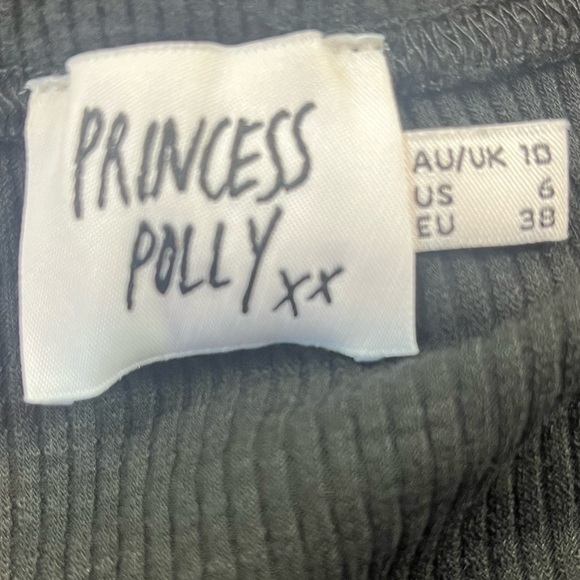 PRINCESS
POLLY xx
AU/UK 10
US 6
EU 38